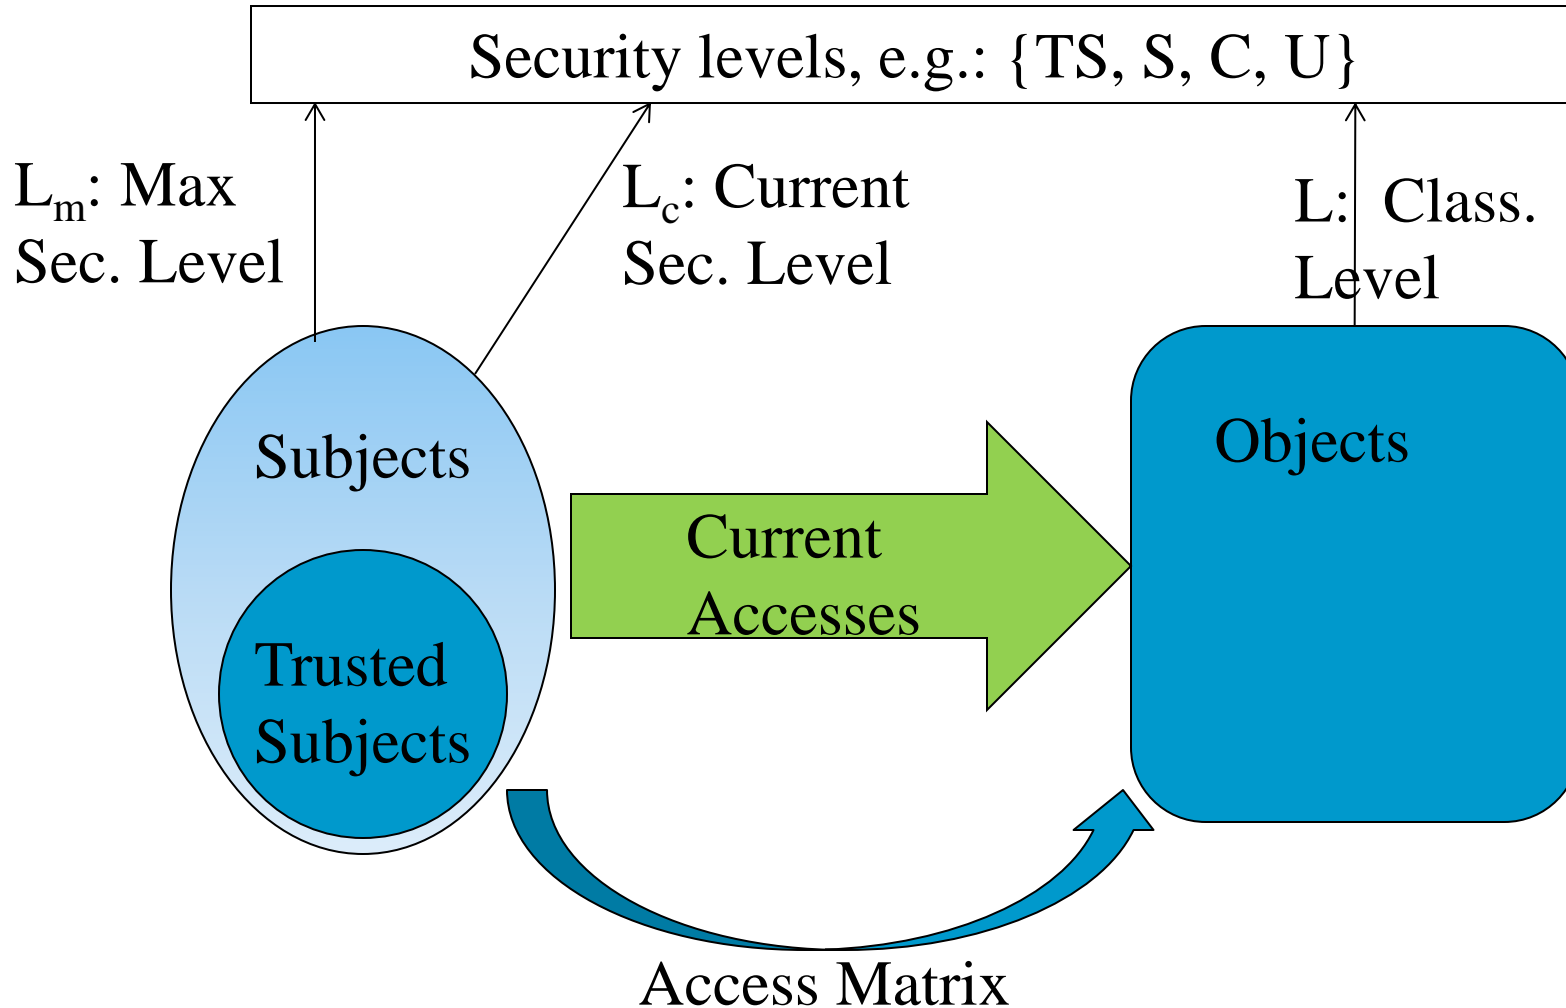 Security levels, e.g.: {TS, S, C, U}
Lm: Max
Sec. Level
Lc: Current
Sec. Level
L: Class.
Level
Subjects
Objects
Current
Accesses
Trusted
Subjects
Access Matrix